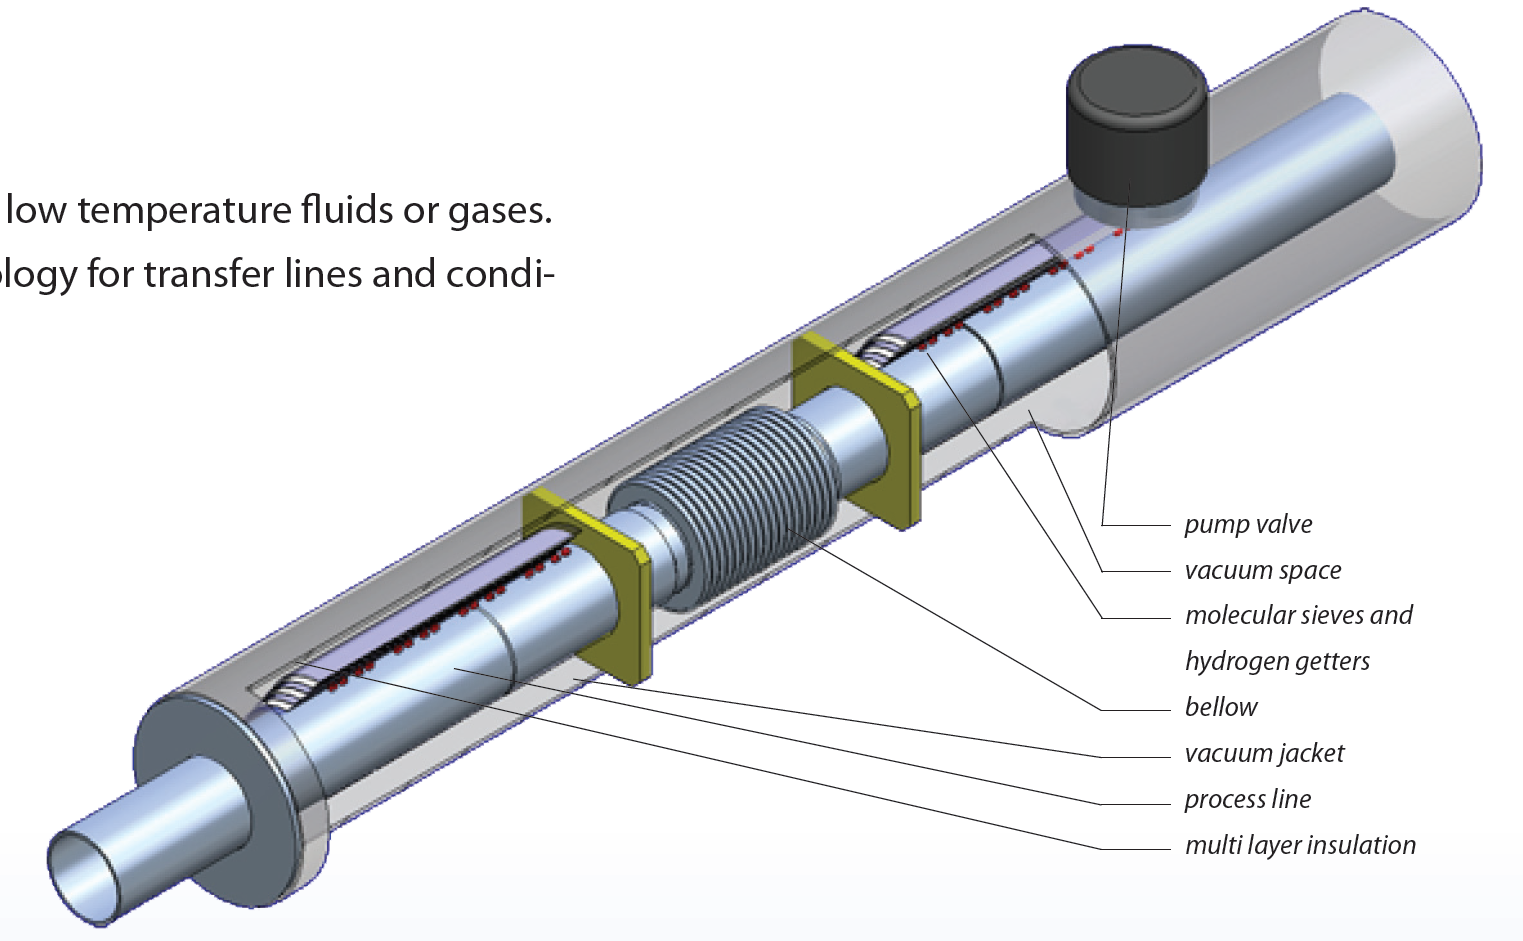 low temperature fluids or gases.
ology for transfer lines and condi-
pump valve
vacuum space
molecular sieves and
hydrogen getters
bellow
vacuum jacket
process line
multi layer insulation